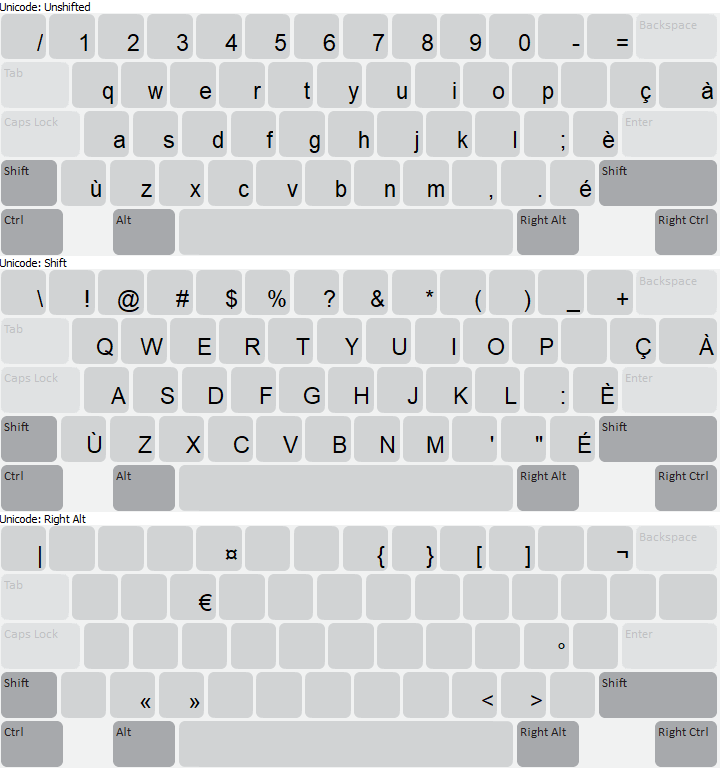 Unicode: Unshifted
/ 1 2 3 4 5 6 7 8 9 0 - = Backspace
Tab q w e r t y u i o p ç à
Caps Lock a s d f g h j k l ; è Enter
Shift ù z x c v b n m , . é Shift
Ctrl Alt Right Alt Right Ctrl
Unicode: Shift
\ ! @ # $ % ? & * ( ) _ + Backspace
Tab Q W E R T Y U I O P Ç À
Caps Lock A S D F G H J K L : È Enter
Shift Ù Z X C V B N M ' " É Shift
Ctrl Alt Right Alt Right Ctrl
Unicode: Right Alt
| ¤ { } [ ] ¬ Backspace
Tab €
Caps Lock ° Enter
Shift « » < > Shift
Ctrl Alt Right Alt Right Ctrl